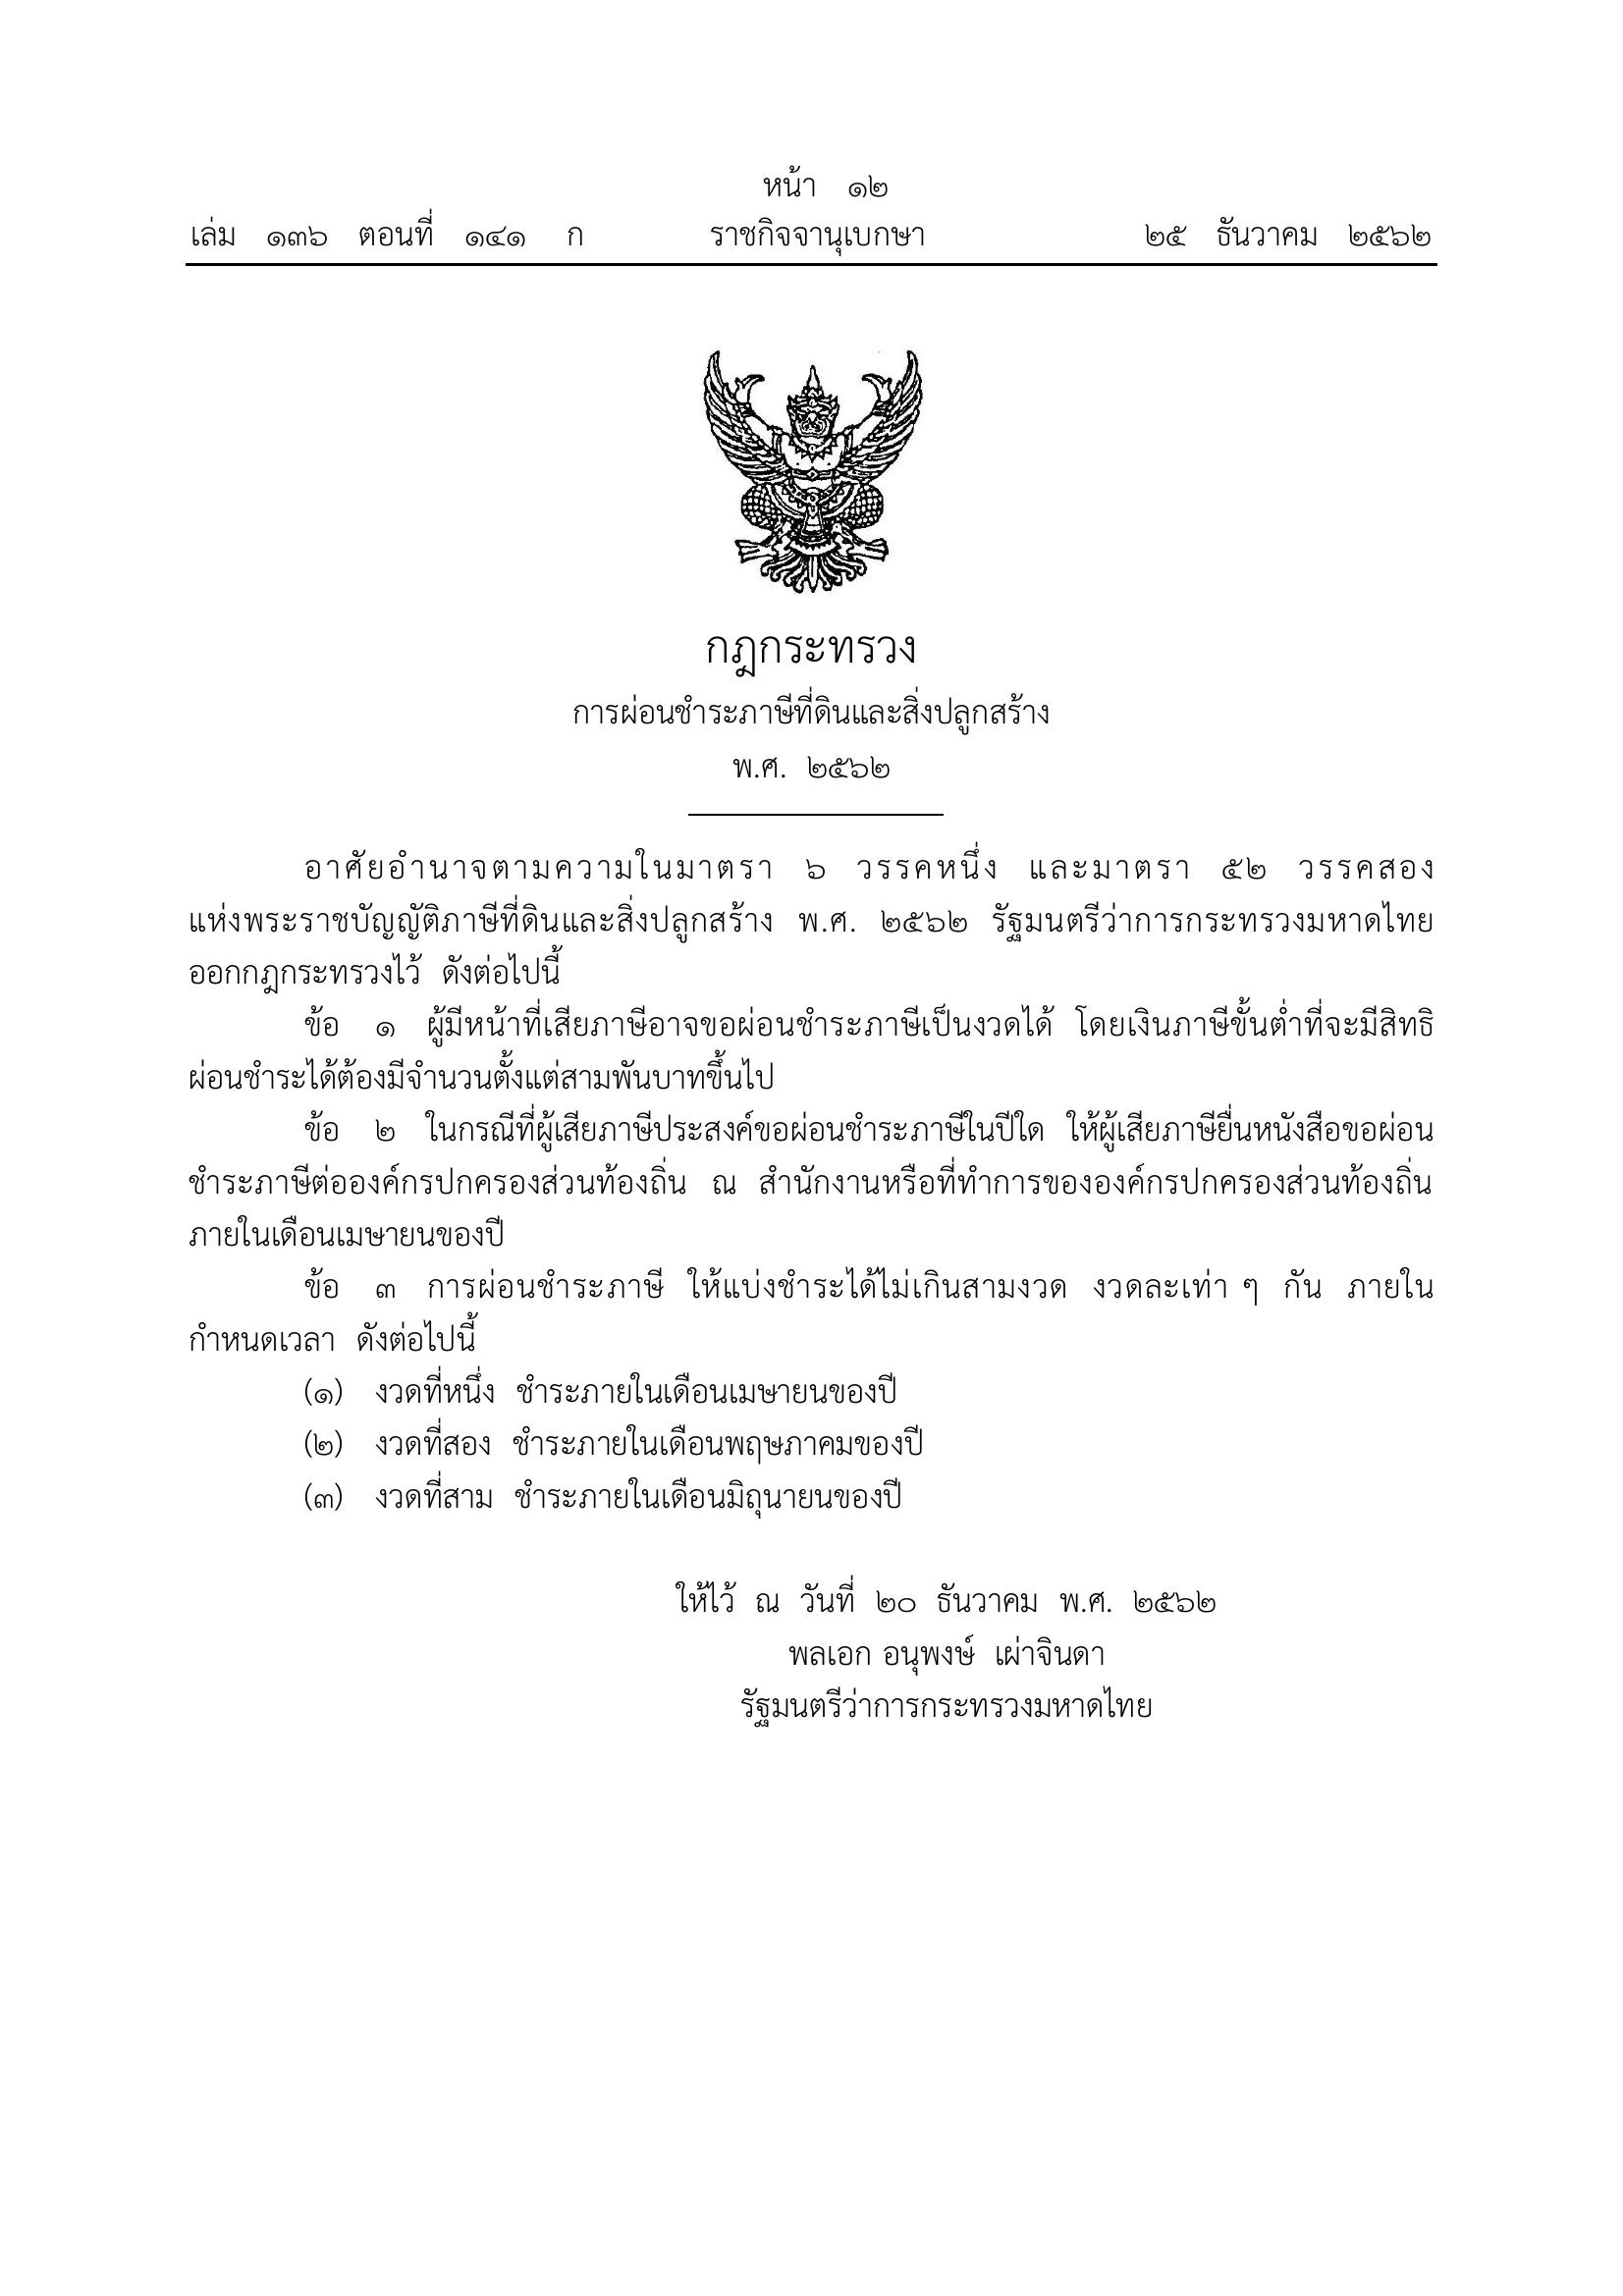 หน้า ๑๒
เล่ม ๑๓๖ ตอนที่ ๑๔๑ ก ราชกิจจานุเบกษา ๒๕ ธันวาคม ๒๕๖๒
กฎกระทรวง
การผ่อนชำระภาษีที่ดินและสิ่งปลูกสร้าง
พ.ศ. ๒๕๖๒
อาศัยอำนาจตามความในมาตรา ๖ วรรคหนึ่ง และมาตรา ๕๒ วรรคสอง
แห่งพระราชบัญญัติภาษีที่ดินและสิ่งปลูกสร้าง พ.ศ. ๒๕๖๒ รัฐมนตรีว่าการกระทรวงมหาดไทย
ออกกฎกระทรวงไว้ ดังต่อไปนี้
ข้อ ๑ ผู้มีหน้าที่เสียภาษีอาจขอผ่อนชำระภาษีเป็นงวดได้ โดยเงินภาษีขั้นต่ำที่จะมีสิทธิ
ผ่อนชำระได้ต้องมีจำนวนตั้งแต่สามพันบาทขึ้นไป
ข้อ ๒ ในกรณีที่ผู้เสียภาษีประสงค์ขอผ่อนชำระภาษีในปีใด ให้ผู้เสียภาษียื่นหนังสือขอผ่อน
ชำระภาษีต่อองค์กรปกครองส่วนท้องถิ่น ณ สำนักงานหรือที่ทำการขององค์กรปกครองส่วนท้องถิ่น
ภายในเดือนเมษายนของปี
ข้อ ๓ การผ่อนชำระภาษี ให้แบ่งชำระได้ไม่เกินสามงวด งวดละเท่า ๆ กัน ภายใน
กำหนดเวลา ดังต่อไปนี้
(๑) งวดที่หนึ่ง ชำระภายในเดือนเมษายนของปี
(๒) งวดที่สอง ชำระภายในเดือนพฤษภาคมของปี
(๓) งวดที่สาม ชำระภายในเดือนมิถุนายนของปี
ให้ไว้ ณ วันที่ ๒๐ ธันวาคม พ.ศ. ๒๕๖๒
พลเอก อนุพงษ์ เผ่าจินดา
รัฐมนตรีว่าการกระทรวงมหาดไทย